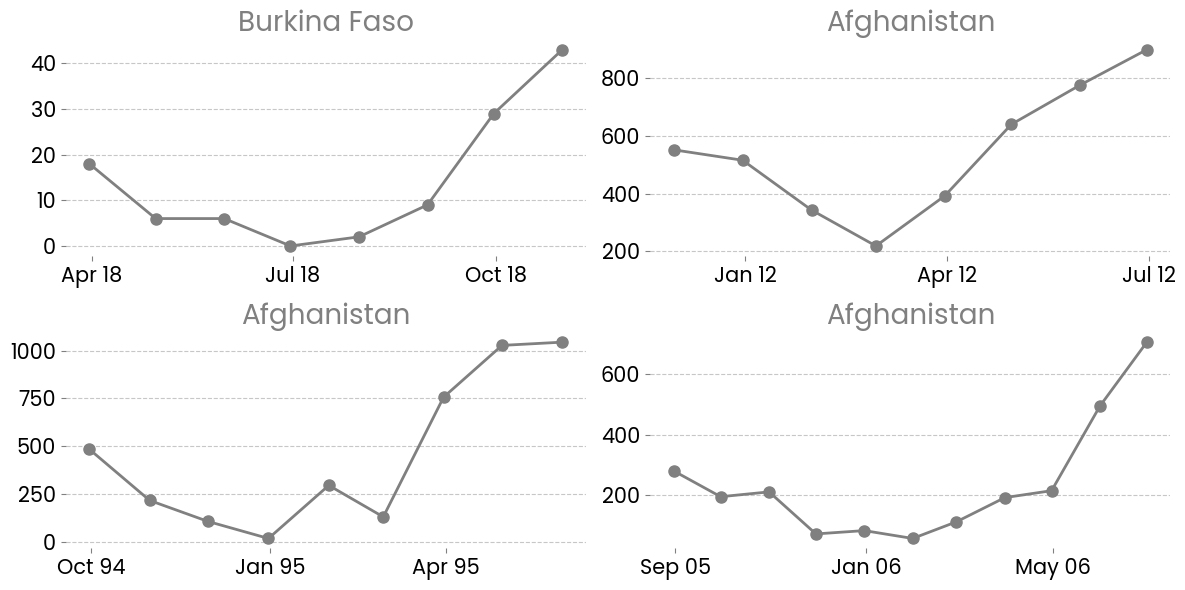 Burkina Faso
40
30
20
10
0
Apr 18 Jul 18 Oct 18
Afghanistan
800
600
400
200
Jan 12 Apr 12 Jul 12
Afghanistan
1000
750
500
250
0
Oct 94 Jan 95 Apr 95
Afghanistan
600
400
200
Sep 05 Jan 06 May 06